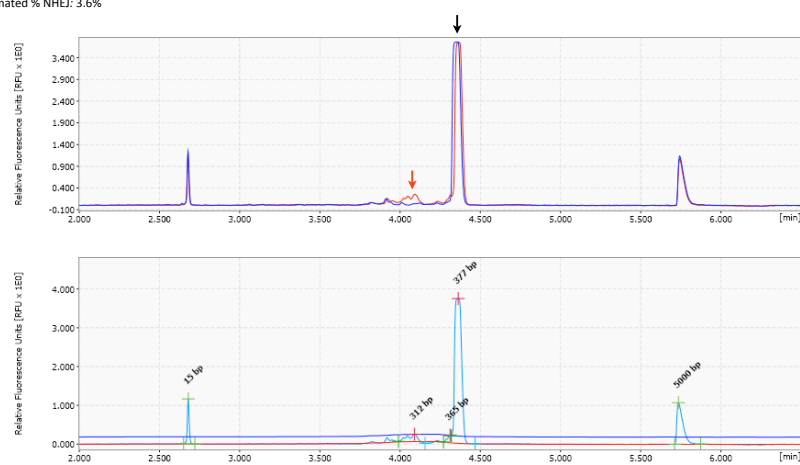 mated % NHEJ: 3.6%
Relative Fluorescence Units [RFU x 1E0]
3.400
2.900
2.400
1.900
1.400
0.900
0.400
-0.100
2.000 2.500 3.000 3.500 4.000 4.500 5.000 5.500 6.000 [min]
Relative Fluorescence Units [RFU x 1E0]
4.000
3.000
2.000
1.000
0.000
15 bp
312 bp
365 bp
377 bp
5000 bp
2.000 2.500 3.000 3.500 4.000 4.500 5.000 5.500 6.000 [min]